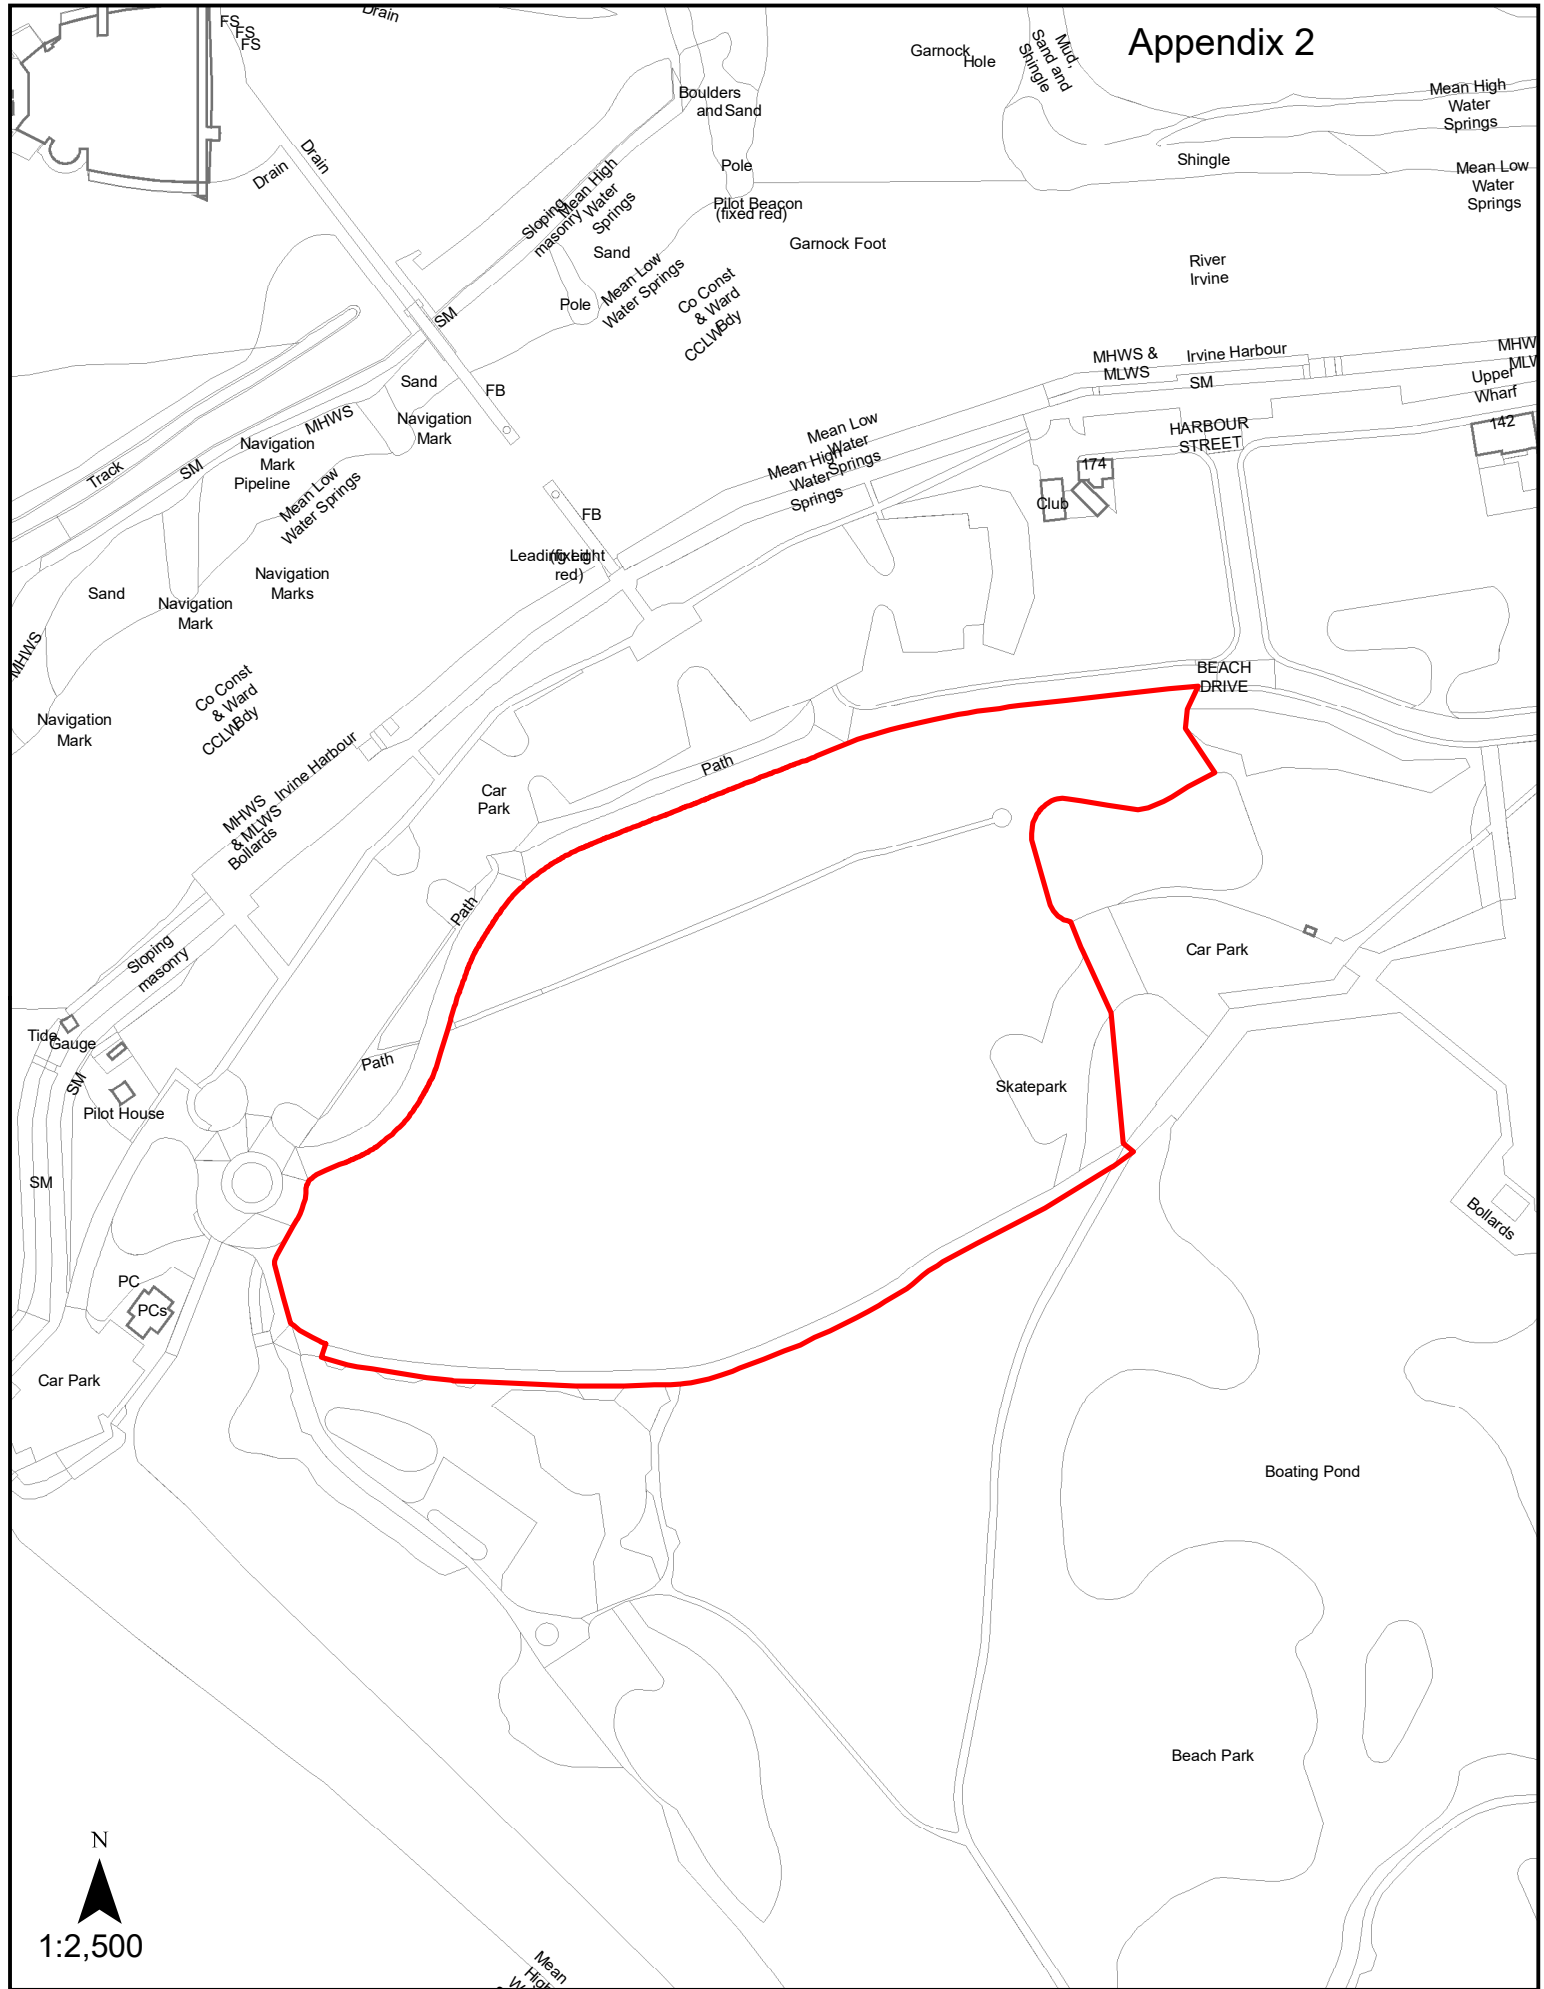 Appendix 2
FS
FS
FS
Drain
Garnock
Hole
Mud,
Sand and
Shingle
Mean High
Water
Springs
Boulders
and Sand
Drain
Drain
Pole
Shingle
Mean Low
Water
Springs
Mean High
Water
Springs
Sloping
masonry
Pilot Beacon
(fixed red)
Sand
Garnock Foot
River
Irvine
Mean Low
Water Springs
Pole
Co Const
& Ward
Bdy
CCLW
SM
MHWS &
MLWS
Irvine Harbour
SM
MHW
MLW
Upper
Wharf
Sand
FB
MHWS
Navigation
Mark
Navigation
Mark
Pipeline
Mean Low
Water
Springs
Mean High
Water
Springs
HARBOUR
STREET
142
174
Club
Track
SM
Mean Low
Water Springs
FB
Leading Light
(fixed
red)
Sand
Navigation
Marks
Navigation
Mark
MHWS
BEACH
DRIVE
Co Const
& Ward
Bdy
CCLW
Navigation
Mark
Irvine Harbour
Path
Car
Park
MHWS
& MLWS
Bollards
Path
Sloping
masonry
Car Park
Tide
Gauge
Path
SM
Pilot House
Skatepark
SM
Bollards
PC
PCs
Car Park
Boating Pond
Beach Park
N
1:2,500
Mean